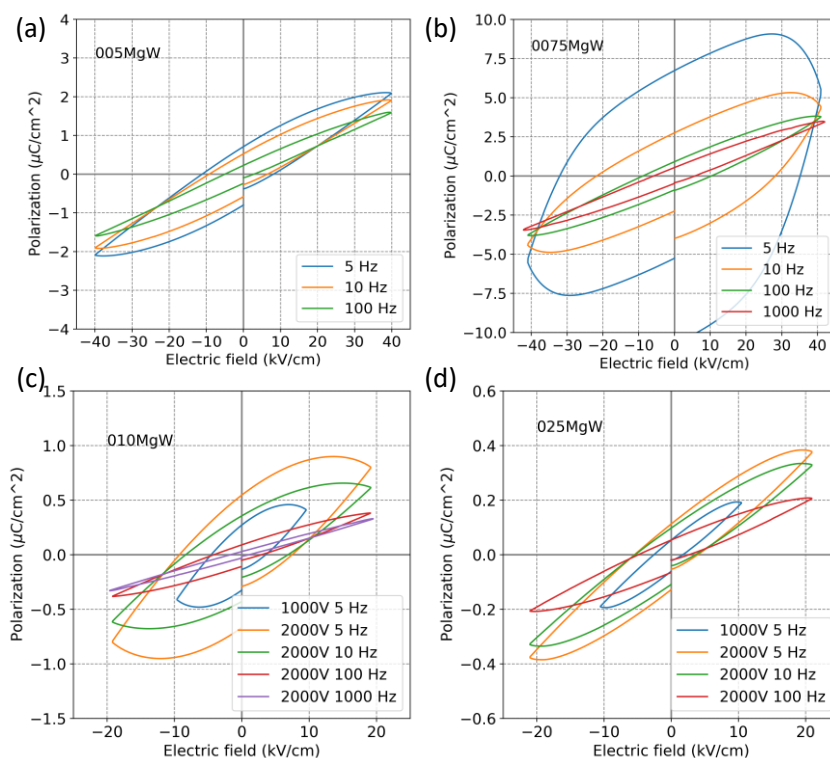 (a)
005MgW
4
3
2
1
0
−1
−2
−3
−4
Polarization (μC/cm^2)
−40 −30 −20 −10 0 10 20 30 40
Electric field (kV/cm)
5 Hz
10 Hz
100 Hz
(b)
0075MgW
10.0
7.5
5.0
2.5
0.0
−2.5
−5.0
−7.5
−10.0
Polarization (μC/cm^2)
−40 −30 −20 −10 0 10 20 30 40
Electric field (kV/cm)
5 Hz
10 Hz
100 Hz
1000 Hz
(c)
010MgW
1.5
1.0
0.5
0.0
−0.5
−1.0
−1.5
Polarization (μC/cm^2)
−20 −10 0 10 20
Electric field (kV/cm)
1000V 5 Hz
2000V 5 Hz
2000V 10 Hz
2000V 100 Hz
2000V 1000 Hz
(d)
025MgW
0.6
0.4
0.2
0.0
−0.2
−0.4
−0.6
Polarization (μC/cm^2)
−20 −10 0 10 20
Electric field (kV/cm)
1000V 5 Hz
2000V 5 Hz
2000V 10 Hz
2000V 100 Hz